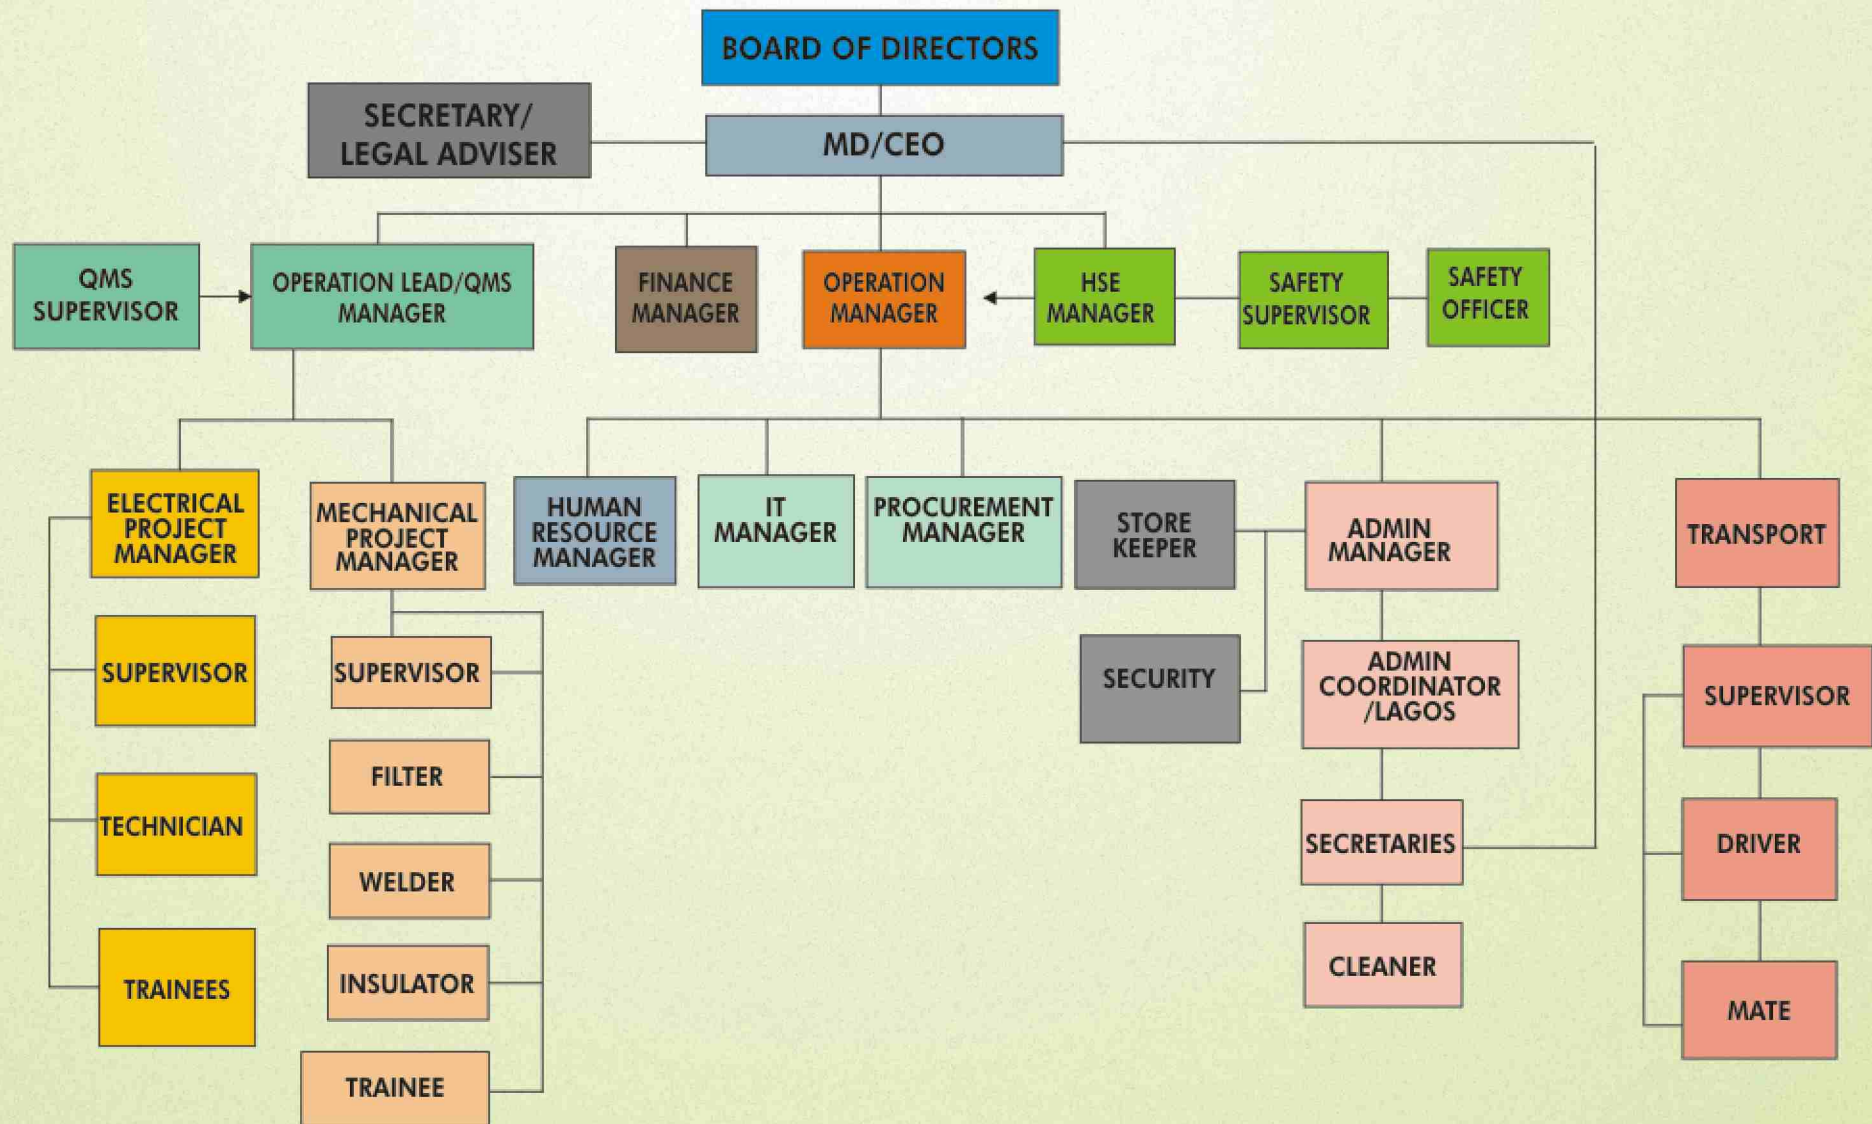 BOARD OF DIRECTORS
SECRETARY/
LEGAL ADVISER
MD/CEO
QMS
SUPERVISOR
OPERATION LEAD/QMS
MANAGER
FINANCE
MANAGER
OPERATION
MANAGER
HSE
MANAGER
SAFETY
SUPERVISOR
SAFETY
OFFICER
ELECTRICAL
PROJECT
MANAGER
MECHANICAL
PROJECT
MANAGER
HUMAN
RESOURCE
MANAGER
IT
MANAGER
PROCUREMENT
MANAGER
STORE
KEEPER
ADMIN
MANAGER
TRANSPORT
SUPERVISOR
SUPERVISOR
SECURITY
ADMIN
COORDINATOR
/LAGOS
SUPERVISOR
FILTER
TECHNICIAN
WELDER
SECRETARIES
DRIVER
TRAINEES
INSULATOR
CLEANER
MATE
TRAINEE